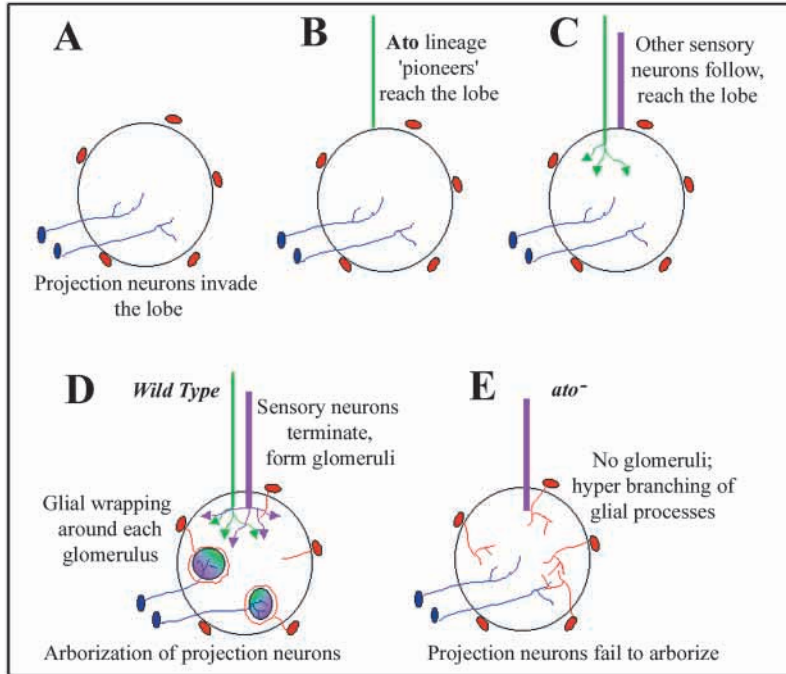 A
Projection neurons invade
the lobe
B
Ato lineage
'pioneers'
reach the lobe
C
Other sensory
neurons follow,
reach the lobe
D
Wild Type
Sensory neurons
terminate,
form glomeruli
Glial wrapping
around each
glomerulus
Arborization of projection neurons
E
ato-
No glomeruli;
hyper branching of
glial processes
Projection neurons fail to arborize